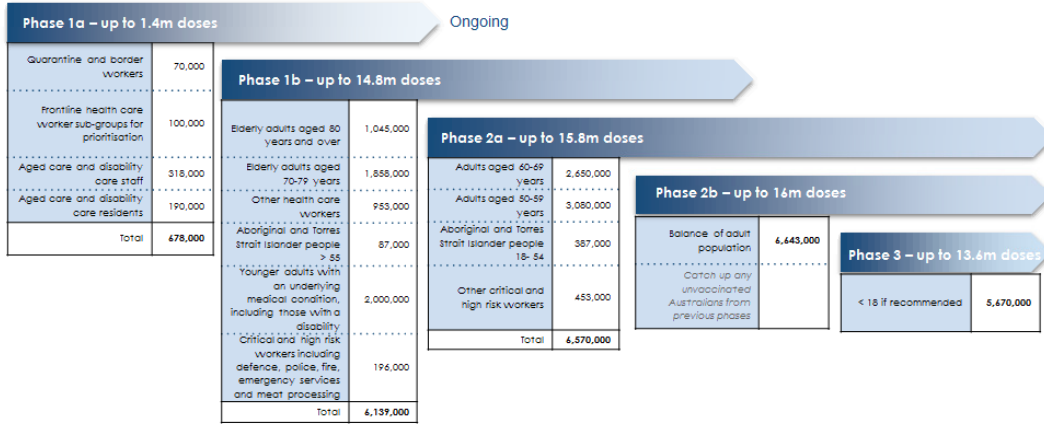 Phase 1a – up to 1.4m doses
Ongoing
Quarantine and border
workers
70,000
Frontline health care
worker sub-groups for
prioritisation
100,000
Aged care and disability
care staff
318,000
Aged care and disability
care residents
190,000
Total
678,000
Phase 1b – up to 14.8m doses
Elderly adults aged 80
years and over
1,045,000
Elderly adults aged
70-79 years
1,858,000
Other health care
workers
953,000
Aboriginal and Torres
Strait Islander people
> 55
87,000
Younger adults with
an underlying
medical condition,
including those with a
disability
2,000,000
Critical and high risk
workers including
defence, police, fire,
emergency services
and meat processing
196,000
Total
6,139,000
Phase 2a – up to 15.8m doses
Adults aged 60-69
years
2,650,000
Adults aged 50-59
years
3,080,000
Aboriginal and Torres
Strait Islander people
18- 54
387,000
Other critical and
high risk workers
453,000
Total
6,570,000
Phase 2b – up to 16m doses
Balance of adult
population
6,643,000
Catch up any
unvaccinated
Australians from
previous phases
Phase 3 – up to 13.6m doses
< 18 if recommended
5,670,000